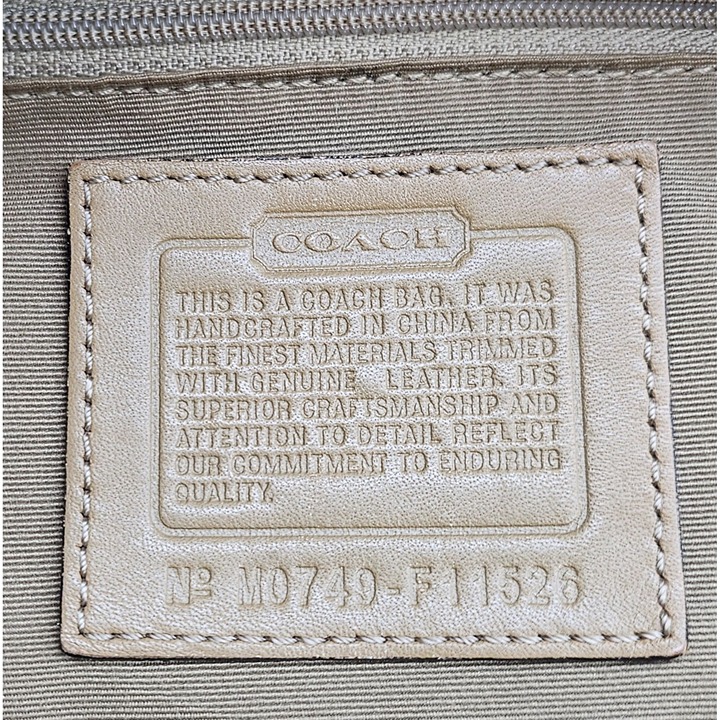 COACH
THIS IS A COACH BAG. IT WAS
HANDCRAFTED IN CHINA FROM
THE FINEST MATERIALS TRIMMED
WITH GENUINE LEATHER. ITS
SUPERIOR CRAFTSMANSHIP AND
ATTENTION TO DETAIL REFLECT
OUR COMMITMENT TO ENDURING
QUALITY.
Nº M0749-F11526